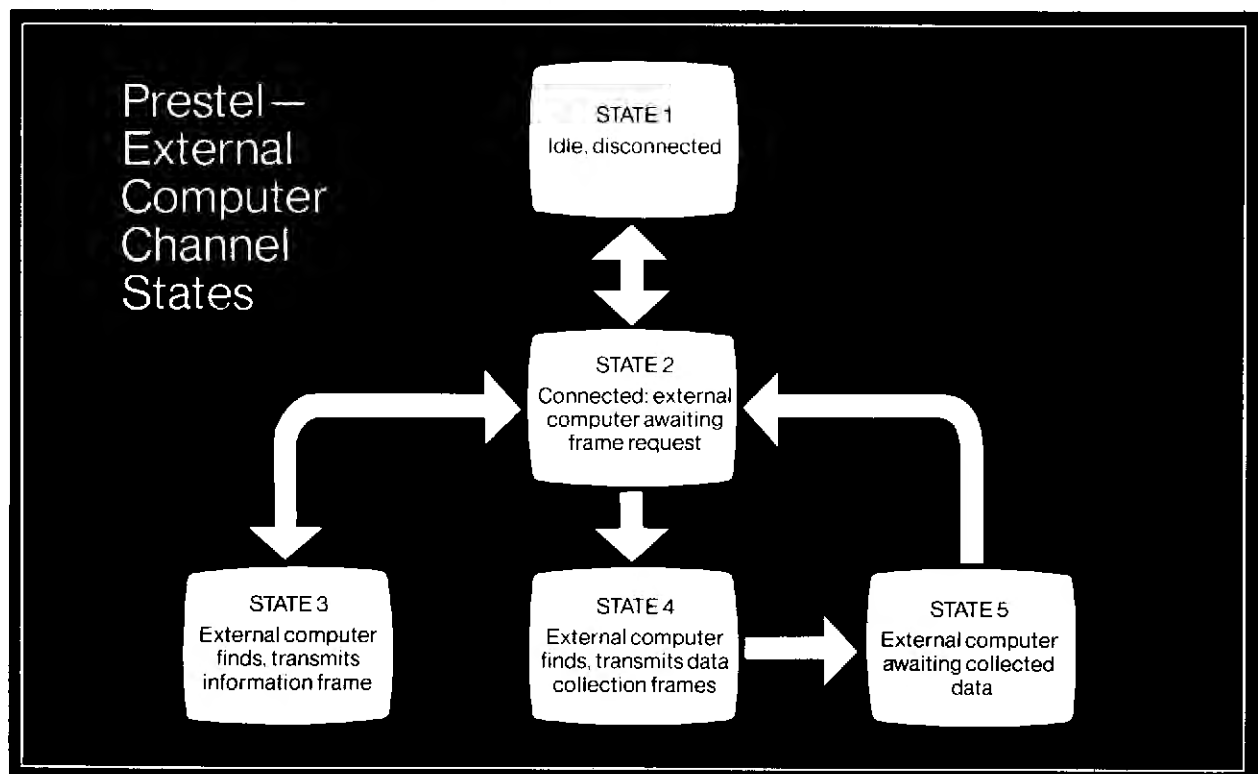 Prestel—
External
Computer
Channel
States
STATE 1
Idle, disconnected
STATE 2
Connected: external
computer awaiting
frame request
STATE 3
External computer
finds, transmits
information frame
STATE 4
External computer
finds, transmits data
collection frames
STATE 5
External computer
awaiting collected
data